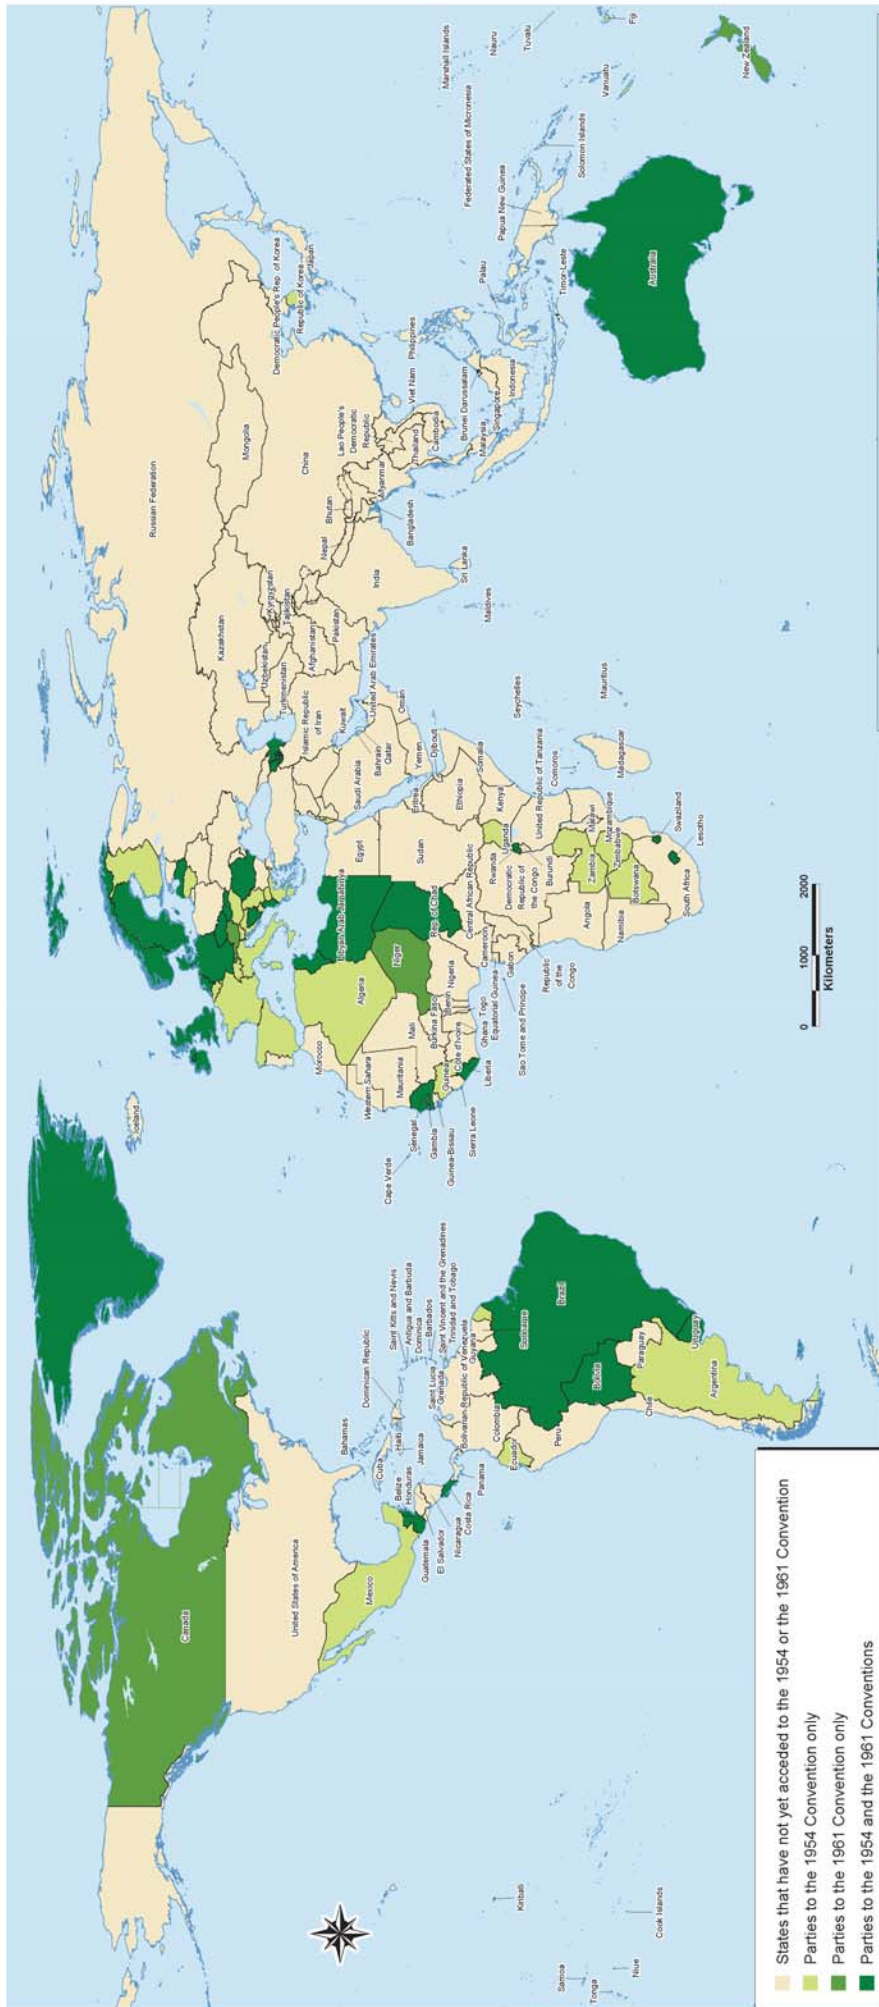 Russian Federation
Canada
United States of America
Mexico
Guatemala
El Salvador
Nicaragua
Costa Rica
Panama
Belize
Honduras
Cuba
Bahamas
Haiti
Jamaica
Dominican Republic
Saint Kitts and Nevis
Antigua and Barbuda
Dominica
Barbados
Saint Vincent and the Grenadines
Trinidad and Tobago
Saint Lucia
Grenada
Bolivarian Republic of Venezuela
Guyana
Suriname
Colombia
Ecuador
Peru
Brazil
Bolivia
Paraguay
Uruguay
Argentina
Chile
Iceland
Morocco
Western Sahara
Algeria
Libyan Arab Jamahiriya
Egypt
Mauritania
Mali
Niger
Rep. of Chad
Sudan
Eritrea
Djibouti
Ethiopia
Somalia
Cape Verde
Senegal
Gambia
Guinea-Bissau
Guinea
Sierra Leone
Liberia
Côte d'Ivoire
Burkina Faso
Ghana
Togo
Benin
Nigeria
Cameroon
Central African Republic
Equatorial Guinea
Sao Tome and Principe
Gabon
Republic
of the
Congo
Democratic
Republic of
the Congo
Rwanda
Burundi
Uganda
Kenya
United Republic of Tanzania
Angola
Zambia
Malawi
Mozambique
Zimbabwe
Botswana
Namibia
South Africa
Swaziland
Lesotho
Madagascar
Comoros
Seychelles
Mauritius
Saudi Arabia
Yemen
Oman
United Arab Emirates
Qatar
Bahrain
Kuwait
Islamic Republic
of Iran
Turkmenistan
Uzbekistan
Kazakhstan
Kyrgyzstan
Tajikistan
Afghanistan
Pakistan
India
Nepal
Bhutan
Bangladesh
Sri Lanka
Maldives
Mongolia
China
Democratic People's Rep. of Korea
Republic of Korea
Japan
Myanmar
Lao People's
Democratic
Republic
Thailand
Cambodia
Viet Nam
Philippines
Brunei Darussalam
Malaysia
Singapore
Indonesia
Timor-Leste
Palau
Papua New Guinea
Federated States of Micronesia
Marshall Islands
Nauru
Tuvalu
Solomon Islands
Vanuatu
Fiji
Australia
New Zealand
Kiribati
Cook Islands
Samoa
Tonga
Niue
0 1000 2000
Kilometers
States that have not yet acceded to the 1954 or the 1961 Convention
Parties to the 1954 Convention only
Parties to the 1961 Convention only
Parties to the 1954 and the 1961 Conventions